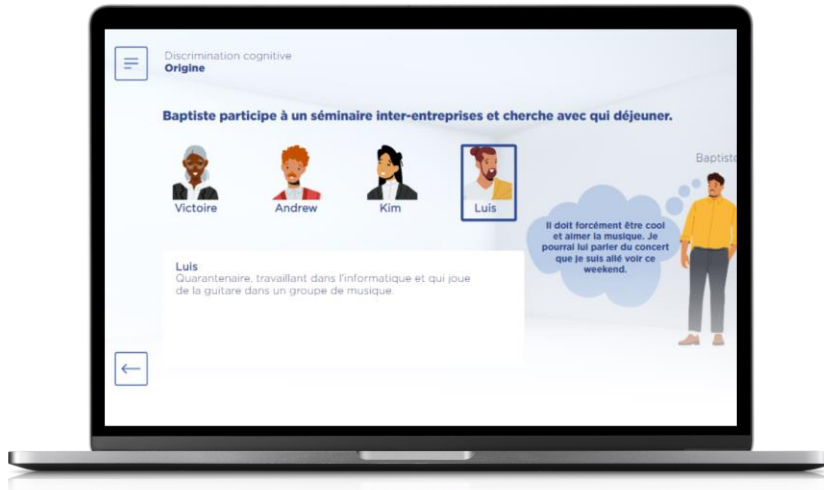 Discrimination cognitive
Origine
Baptiste participe à un séminaire inter-entreprises et cherche avec qui déjeuner.
Victoire
Andrew
Kim
Luis
Baptiste
Il doit forcément être cool
et aimer la musique. Je
pourrai lui parler du concert
que je suis allé voir ce
weekend.
Luis
Quarantenaire, travaillant dans l'informatique et qui joue
de la guitare dans un groupe de musique.